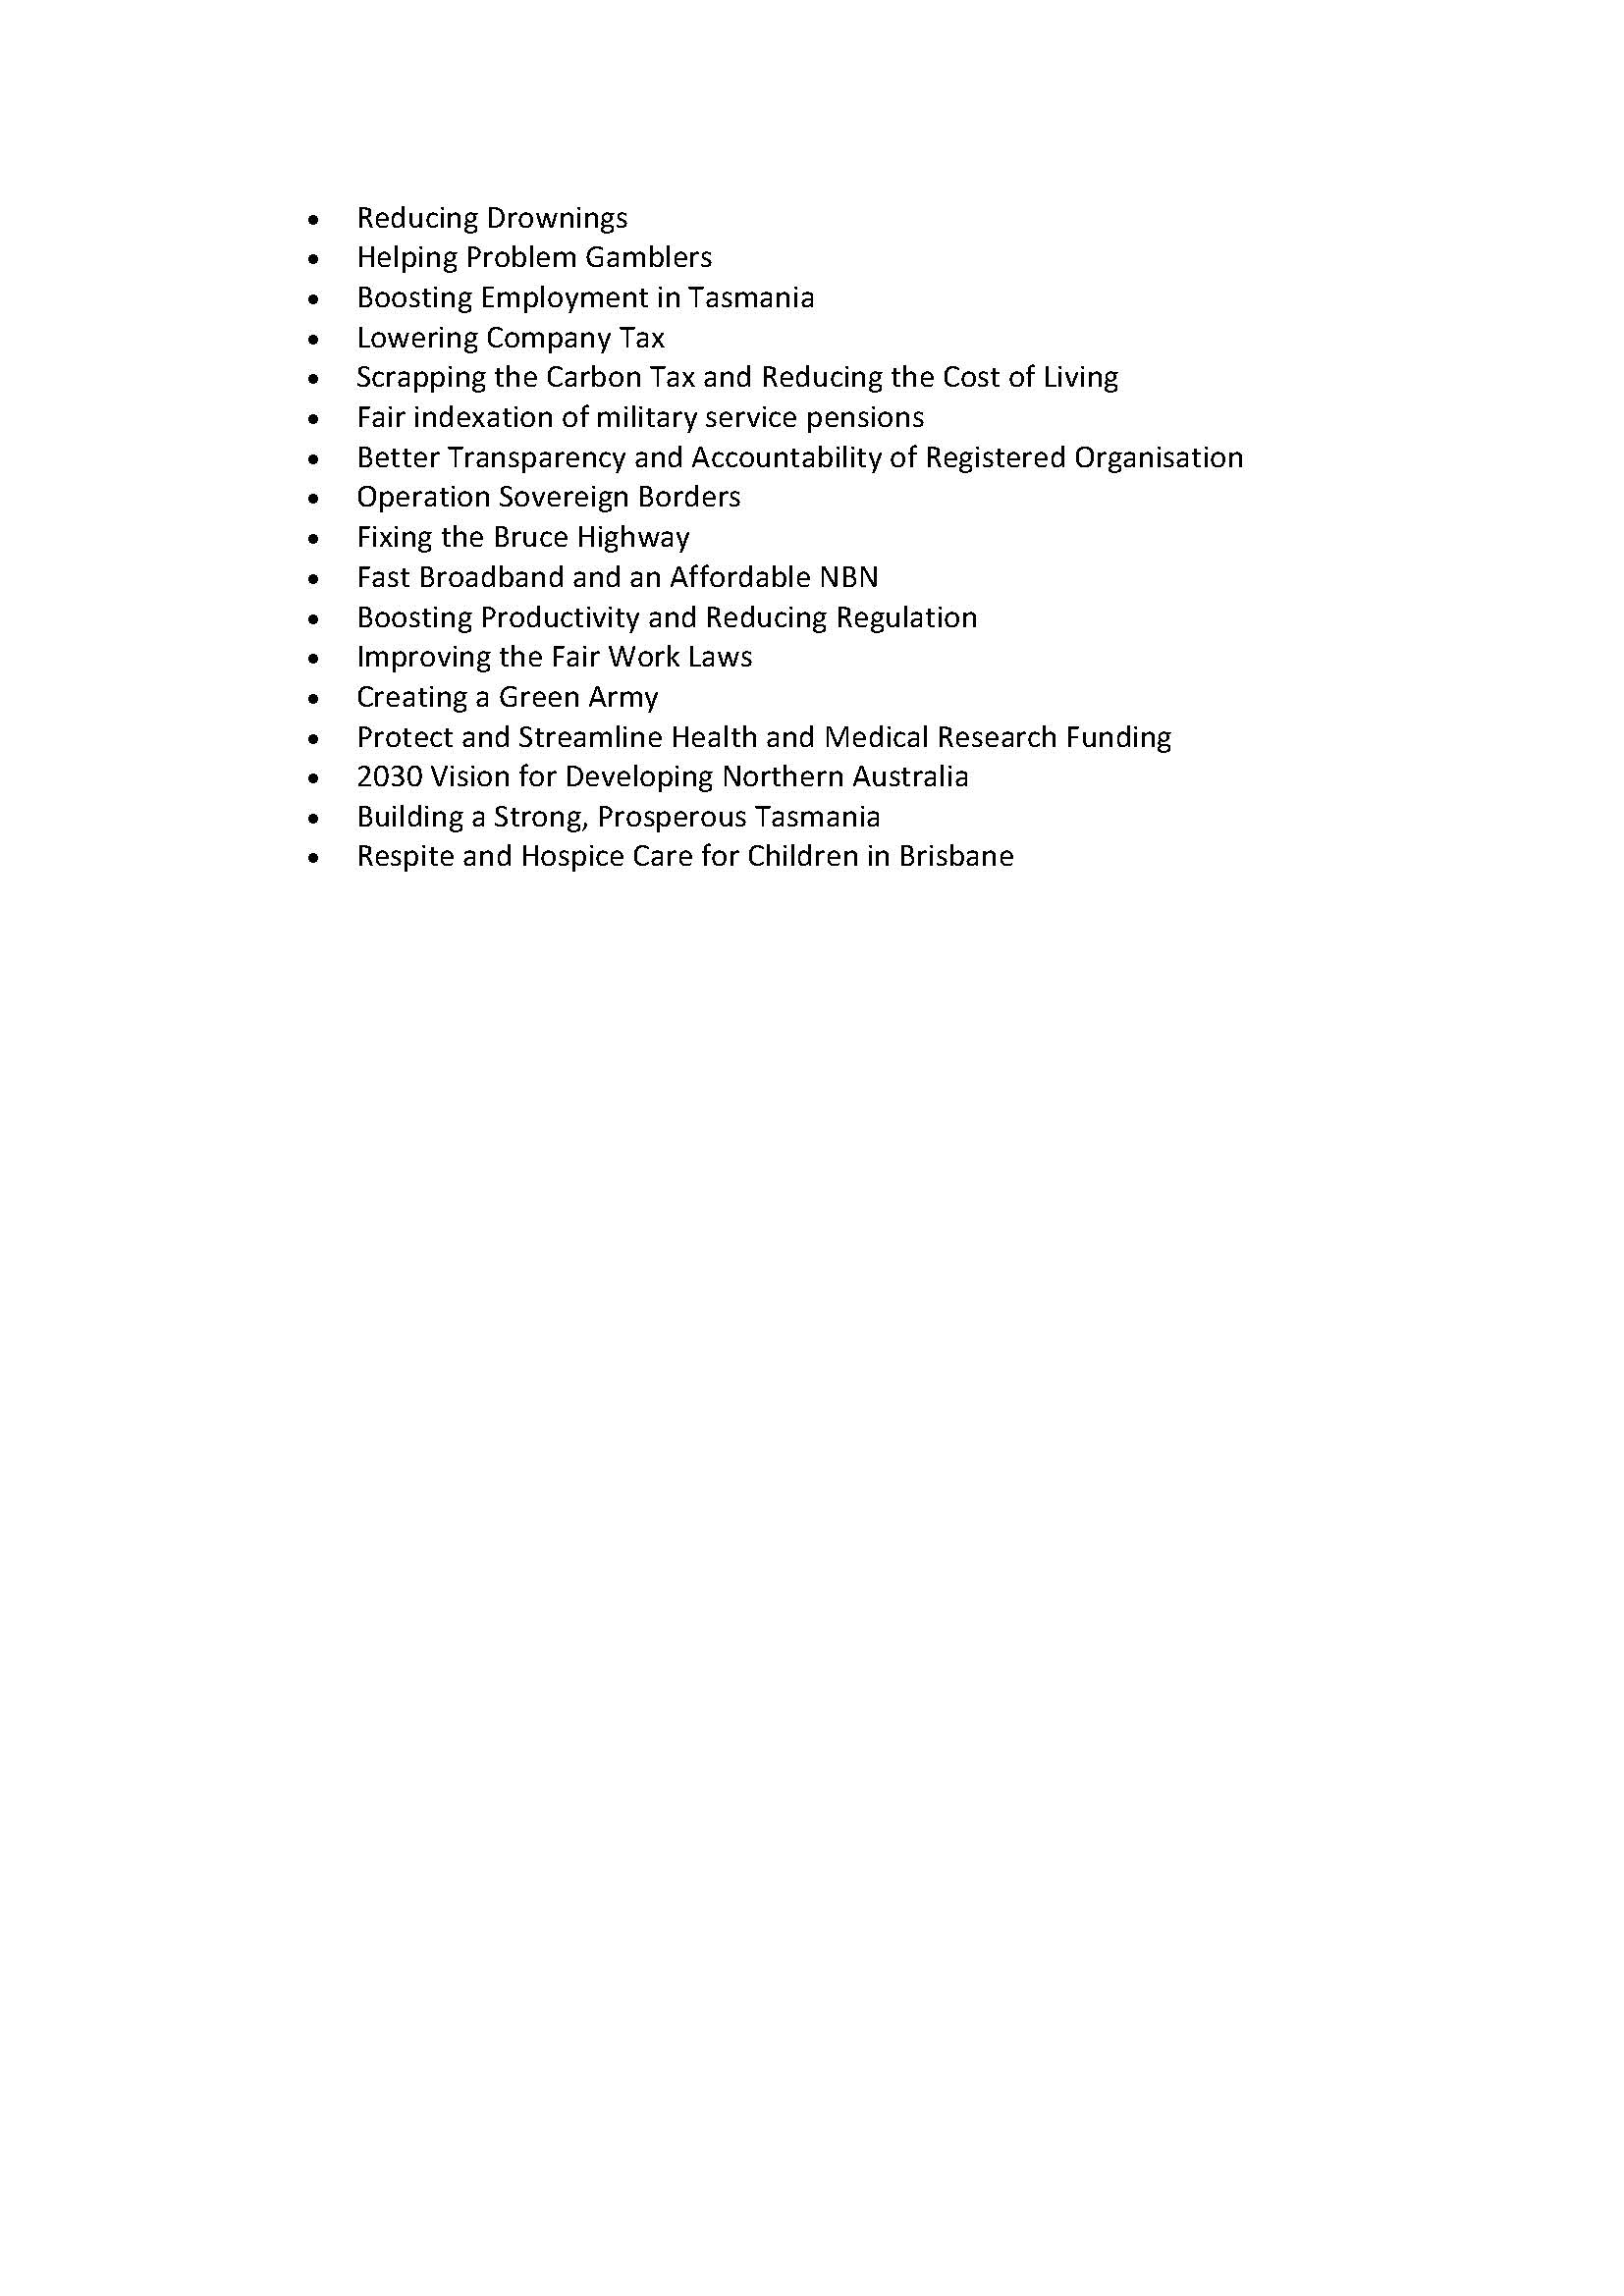 • Reducing Drownings
• Helping Problem Gamblers
• Boosting Employment in Tasmania
• Lowering Company Tax
• Scrapping the Carbon Tax and Reducing the Cost of Living
• Fair indexation of military service pensions
• Better Transparency and Accountability of Registered Organisation
• Operation Sovereign Borders
• Fixing the Bruce Highway
• Fast Broadband and an Affordable NBN
• Boosting Productivity and Reducing Regulation
• Improving the Fair Work Laws
• Creating a Green Army
• Protect and Streamline Health and Medical Research Funding
• 2030 Vision for Developing Northern Australia
• Building a Strong, Prosperous Tasmania
• Respite and Hospice Care for Children in Brisbane